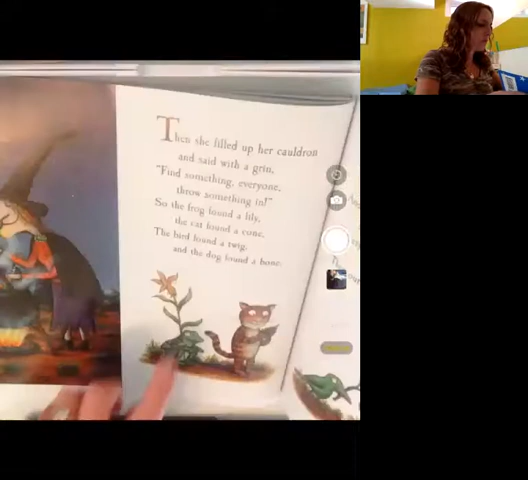 Then she filled up her cauldron
and said with a grin,
"Find something, everyone,
throw something in!"
So the frog found a lily,
the cat found a cone.
The bird found a twig,
and the dog found a bone.